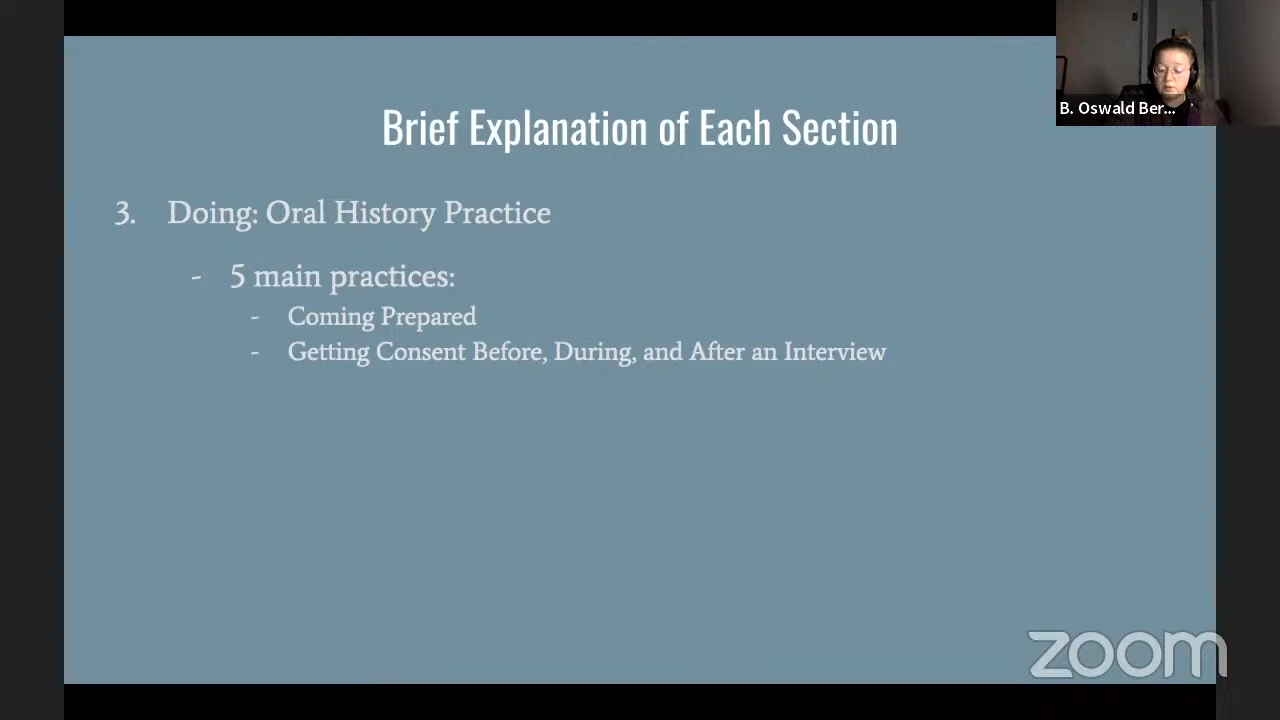 Brief Explanation of Each Section
B. Oswald Ber...
3. Doing: Oral History Practice
- 5 main practices:
- Coming Prepared
- Getting Consent Before, During, and After an Interview
zoom